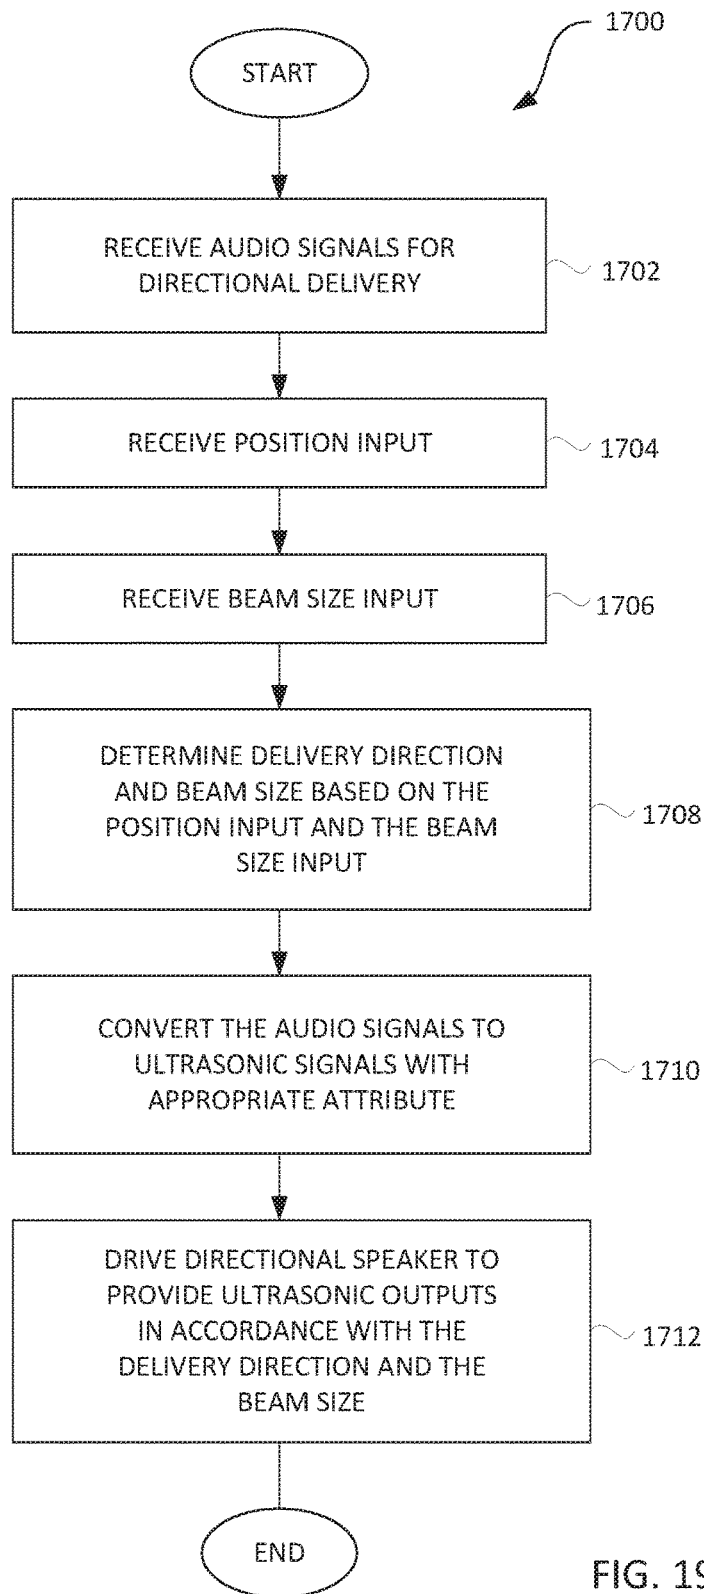 1700
START
RECEIVE AUDIO SIGNALS FOR
DIRECTIONAL DELIVERY
1702
RECEIVE POSITION INPUT
1704
RECEIVE BEAM SIZE INPUT
1706
DETERMINE DELIVERY DIRECTION
AND BEAM SIZE BASED ON THE
POSITION INPUT AND THE BEAM
SIZE INPUT
1708
CONVERT THE AUDIO SIGNALS TO
ULTRASONIC SIGNALS WITH
APPROPRIATE ATTRIBUTE
1710
DRIVE DIRECTIONAL SPEAKER TO
PROVIDE ULTRASONIC OUTPUTS
IN ACCORDANCE WITH THE
DELIVERY DIRECTION AND THE
BEAM SIZE
1712
END
FIG. 19